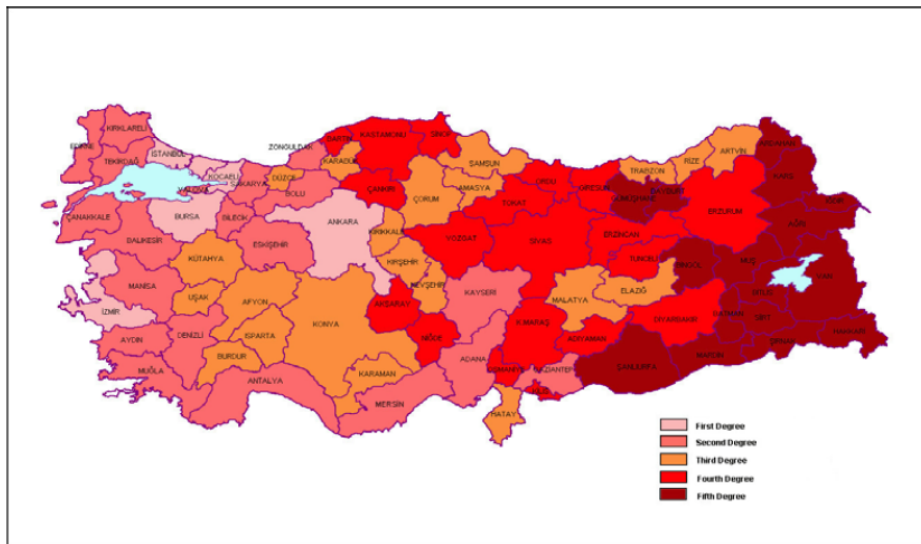 KIRKLARELİ
EDİRNE
TEKİRDAĞ
İSTANBUL
KOCAELİ
YALOVA
SAKARYA
DÜZCE
ZONGULDAK
BARTIN
KASTAMONU
SİNOP
KARABÜK
BOLU
ÇANKIRI
ÇORUM
SAMSUN
AMASYA
ORDU
TOKAT
GİRESUN
GÜMÜŞHANE
BAYBURT
TRABZON
RİZE
ARTVİN
ARDAHAN
KARS
IĞDIR
AĞRI
ERZURUM
ERZİNCAN
ÇANAKKALE
BURSA
BİLECİK
BALIKESİR
ESKİŞEHİR
ANKARA
KIRIKKALE
YOZGAT
SİVAS
TUNCELİ
BİNGÖL
MUŞ
VAN
KÜTAHYA
KIRŞEHİR
NEVŞEHİR
KAYSERİ
MALATYA
ELAZIĞ
BİTLİS
MANİSA
UŞAK
AFYON
AKSARAY
İZMİR
KONYA
NİĞDE
K.MARAŞ
ADIYAMAN
DİYARBAKIR
BATMAN
SİİRT
HAKKARİ
ŞIRNAK
MARDİN
ŞANLIURFA
AYDIN
DENİZLİ
ISPARTA
BURDUR
MUĞLA
ANTALYA
KARAMAN
MERSİN
ADANA
OSMANİYE
GAZİANTEP
KİLİS
HATAY
First Degree
Second Degree
Third Degree
Fourth Degree
Fifth Degree